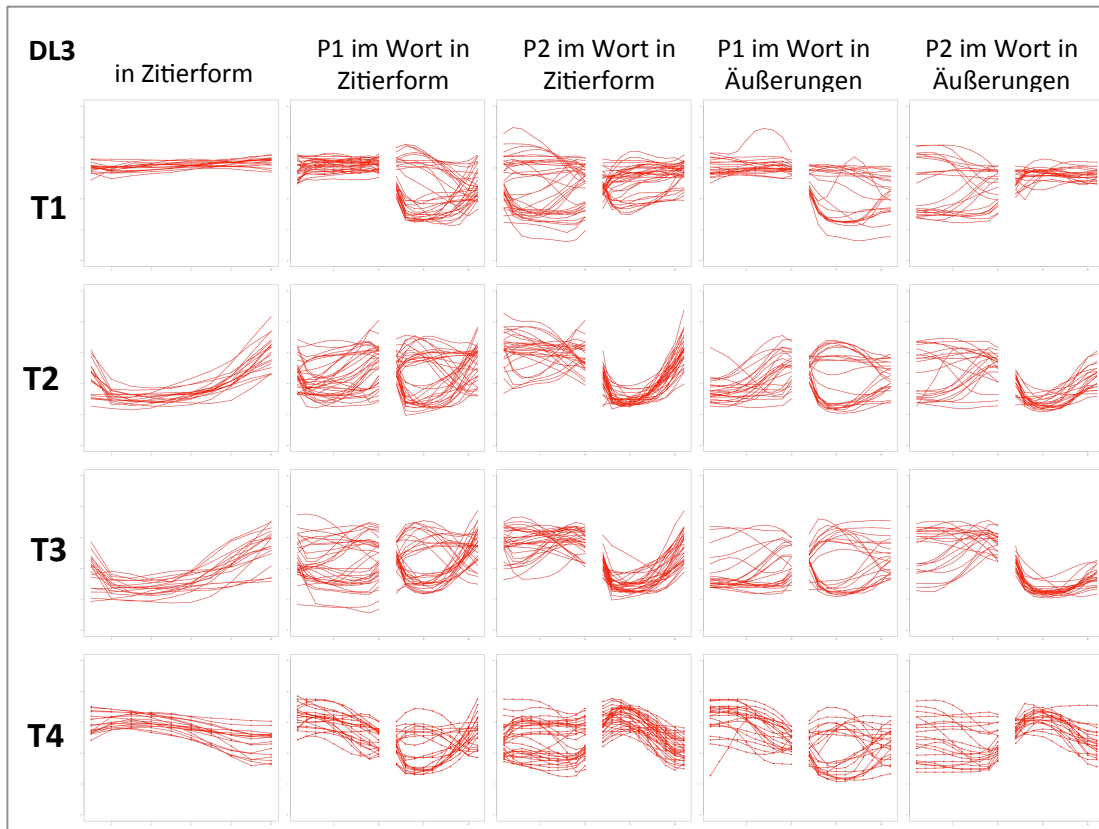 DL3
in Zitierform
P1 im Wort in
Zitierform
P2 im Wort in
Zitierform
P1 im Wort in
Äußerungen
P2 im Wort in
Äußerungen
T1
T2
T3
T4